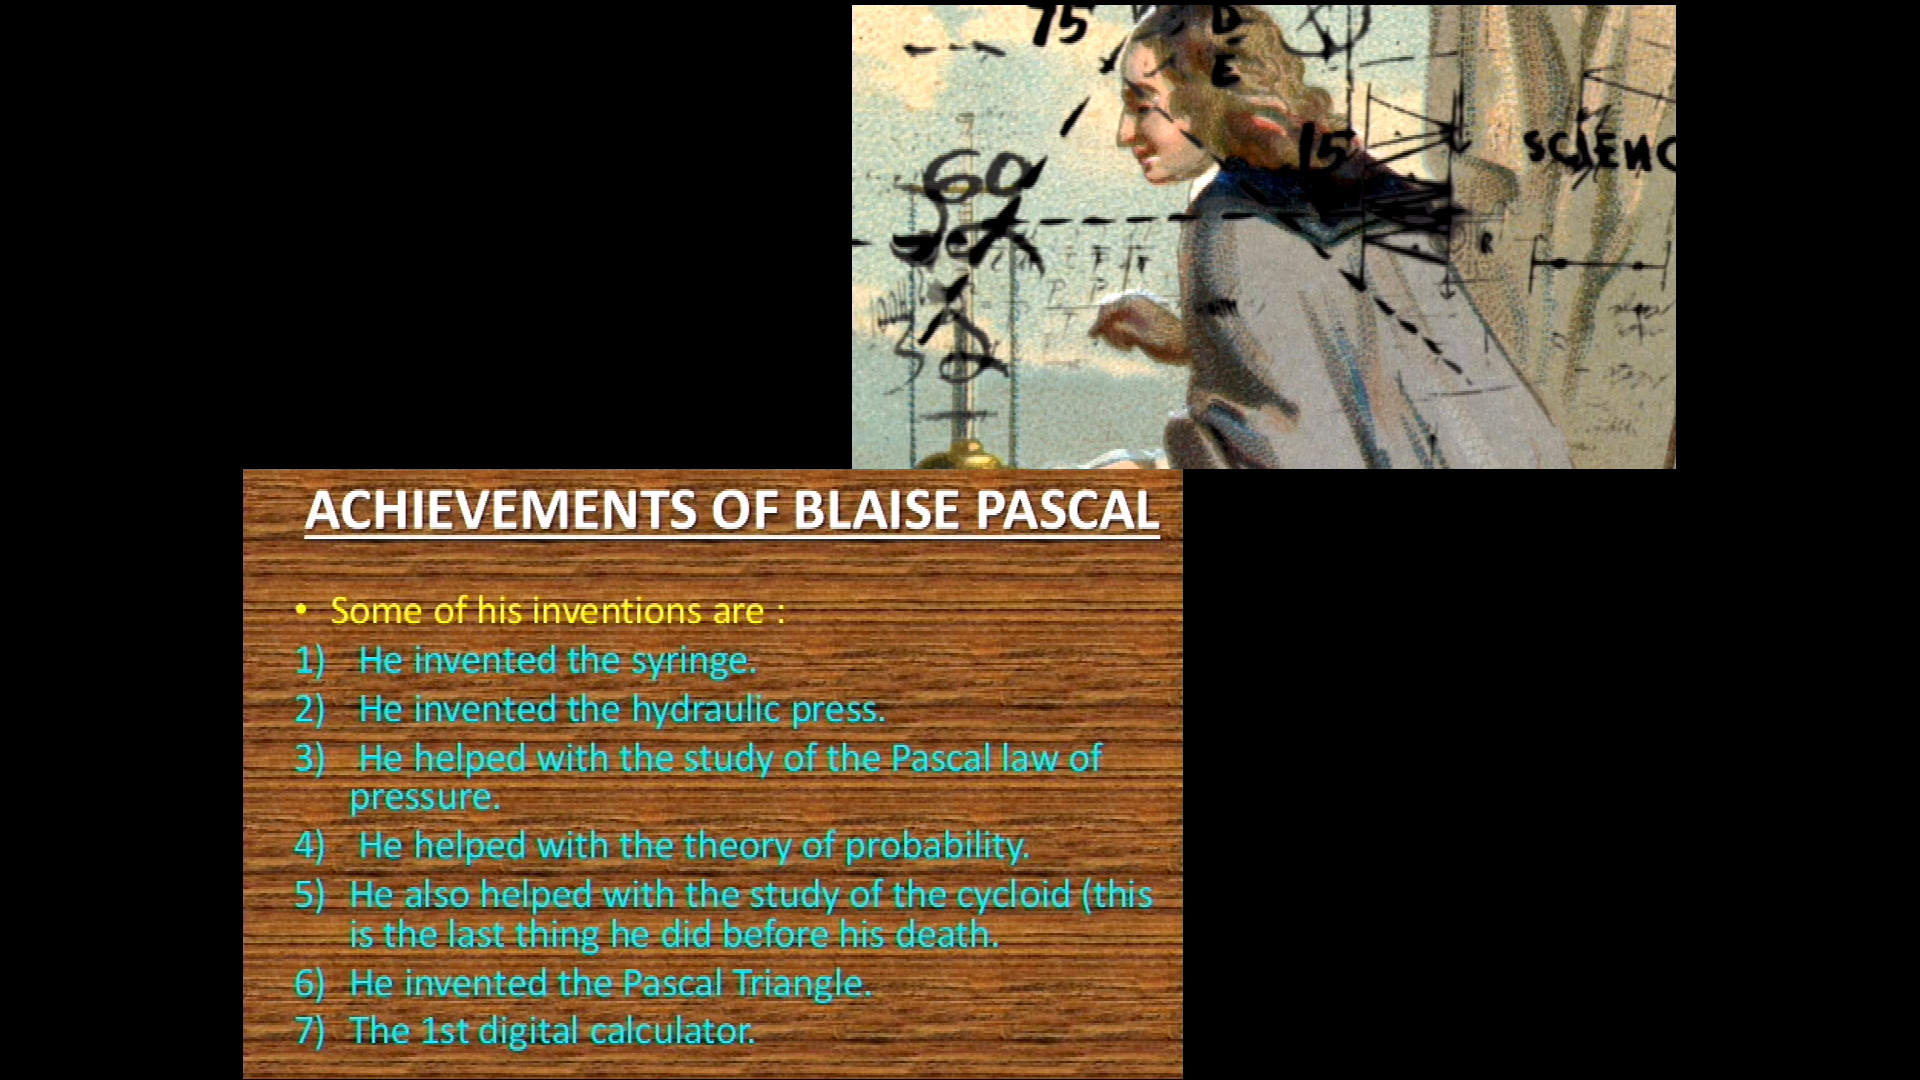 75
D
E
15
SCIENC
60
R
ACHIEVEMENTS OF BLAISE PASCAL
• Some of his inventions are :
1) He invented the syringe.
2) He invented the hydraulic press.
3) He helped with the study of the Pascal law of
pressure.
4) He helped with the theory of probability.
5) He also helped with the study of the cycloid (this
is the last thing he did before his death.
6) He invented the Pascal Triangle.
7) The 1st digital calculator.